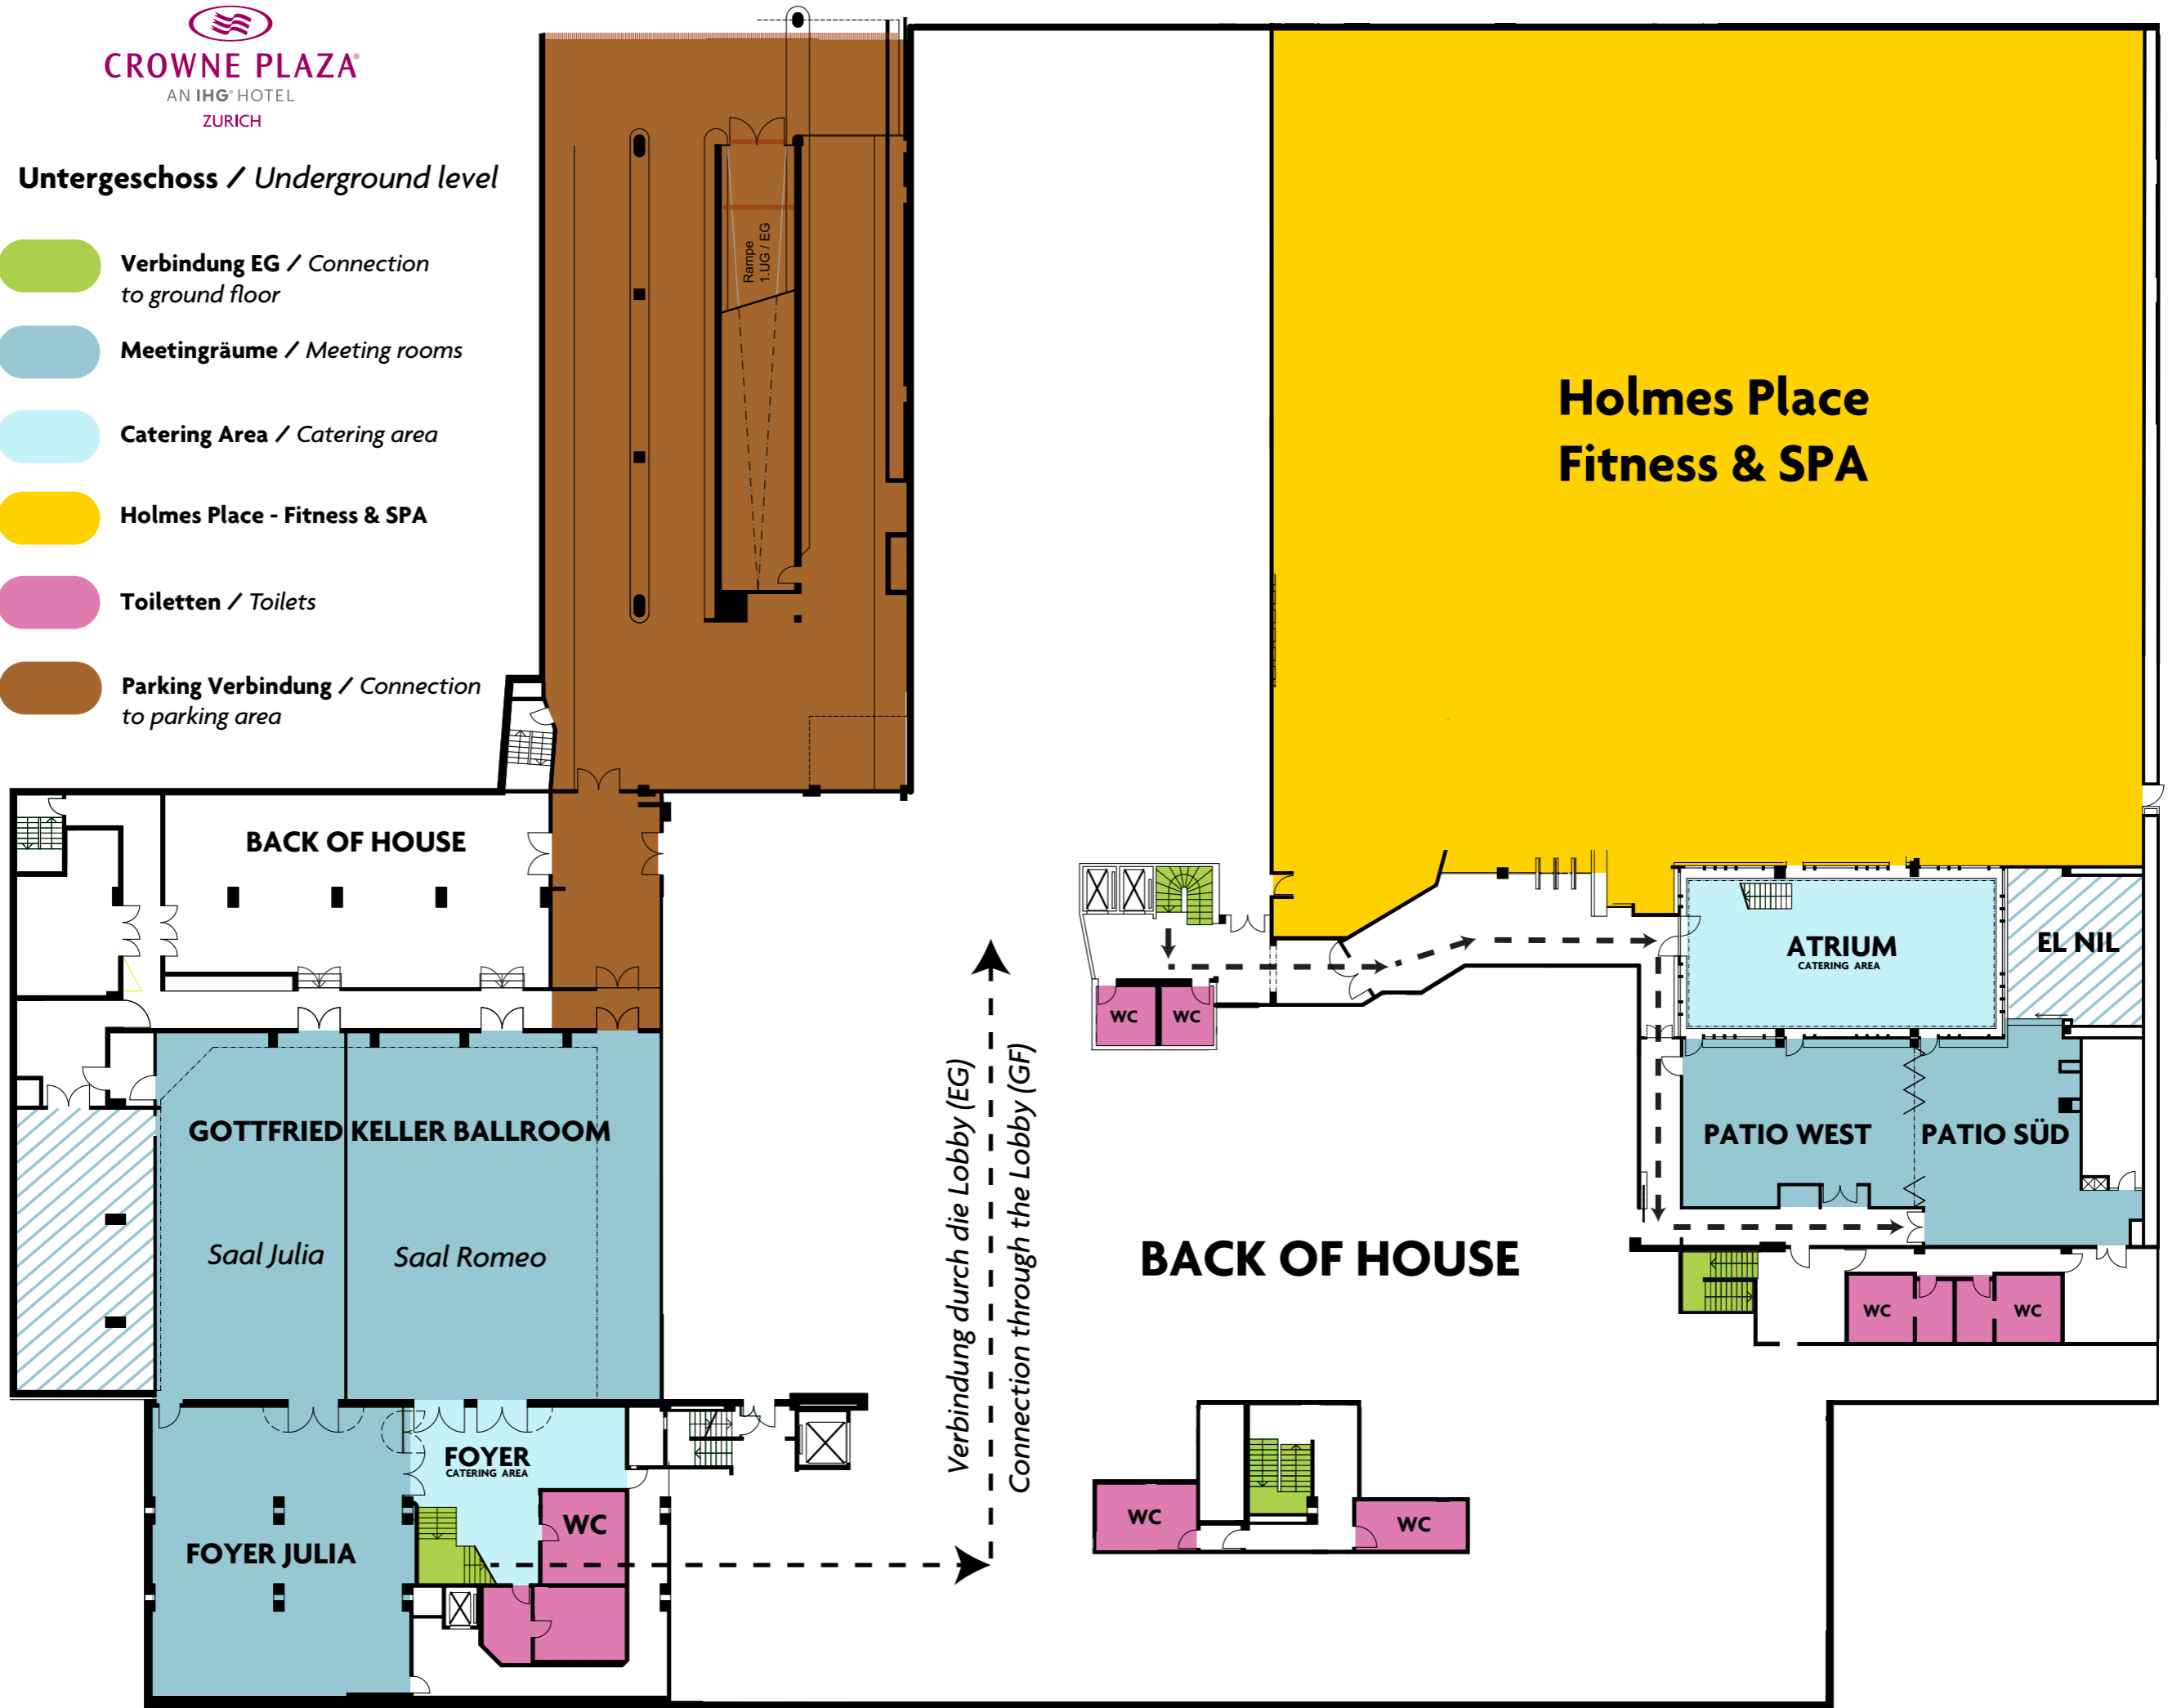 CROWNE PLAZA®
AN IHG® HOTEL
ZURICH
Untergeschoss / Underground level
Verbindung EG / Connection
to ground floor
Meetingräume / Meeting rooms
Catering Area / Catering area
Holmes Place - Fitness & SPA
Toiletten / Toilets
Parking Verbindung / Connection
to parking area
Rampe
1.UG / EG
Holmes Place
Fitness & SPA
BACK OF HOUSE
ATRIUM
CATERING AREA
EL NIL
WC
WC
GOTTFRIED KELLER BALLROOM
Saal Julia
Saal Romeo
Verbindung durch die Lobby (EG)
Connection through the Lobby (GF)
PATIO WEST
PATIO SÜD
BACK OF HOUSE
WC
WC
FOYER
CATERING AREA
WC
FOYER JULIA
WC
WC